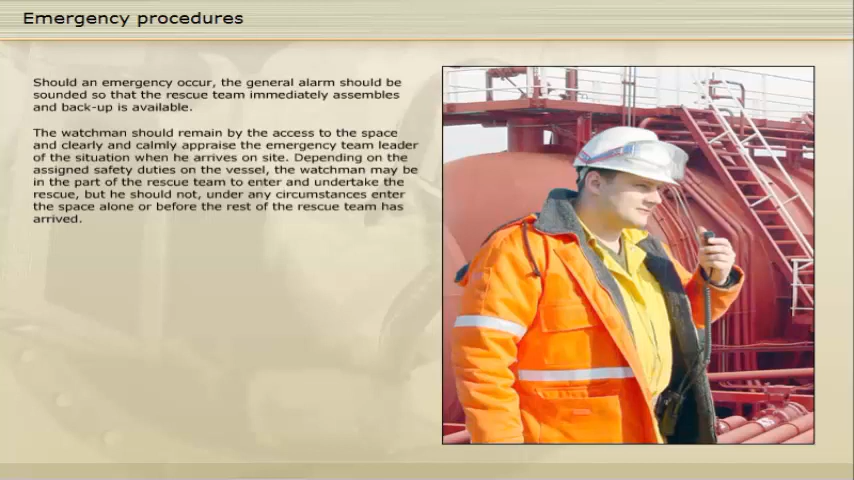 Emergency procedures
Should an emergency occur, the general alarm should be
sounded so that the rescue team immediately assembles
and back-up is available.
The watchman should remain by the access to the space
and clearly and calmly appraise the emergency team leader
of the situation when he arrives on site. Depending on the
assigned safety duties on the vessel, the watchman may be
in the part of the rescue team to enter and undertake the
rescue, but he should not, under any circumstances enter
the space alone or before the rest of the rescue team has
arrived.